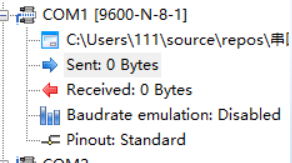 COM1 [9600-N-8-1]
C:\Users\111\source\repos\串
Sent: 0 Bytes
Received: 0 Bytes
Baudrate emulation: Disabled
Pinout: Standard
COM2